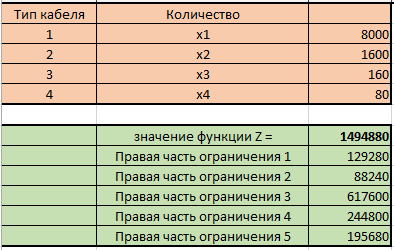 Тип кабеля Количество
1 x1 8000
2 x2 1600
3 x3 160
4 x4 80
значение функции Z = 1494880
Правая часть ограничения 1 129280
Правая часть ограничения 2 88240
Правая часть ограничения 3 617600
Правая часть ограничения 4 244800
Правая часть ограничения 5 195680